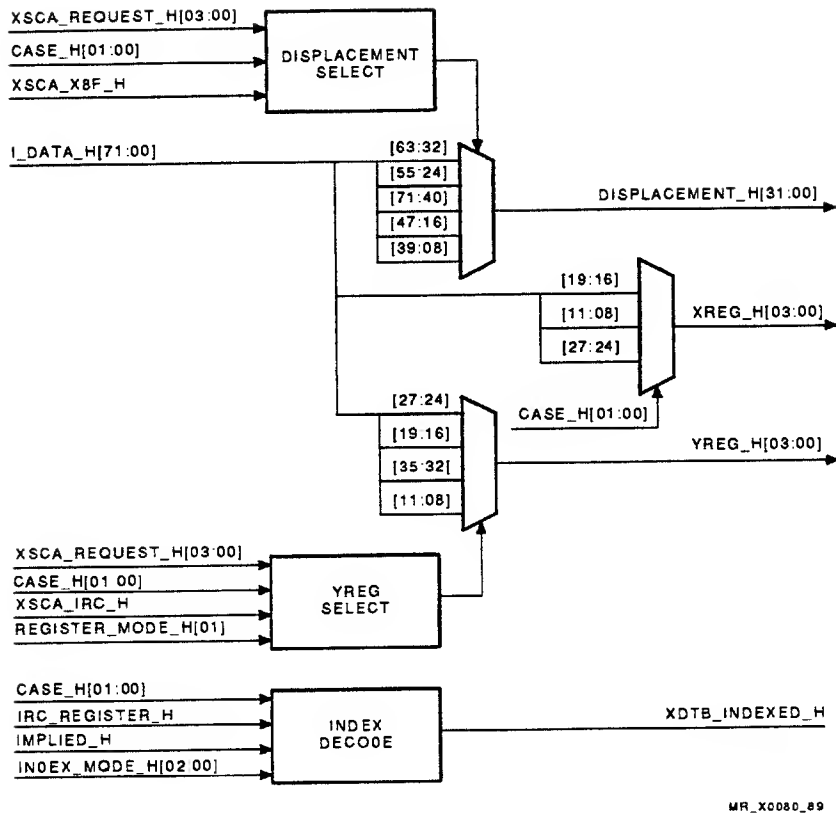 XSCA_REQUEST_H[03:00]
CASE_H[01:00]
XSCA_X8F_H
DISPLACEMENT
SELECT
I_DATA_H[71:00]
[63:32]
[55:24]
[71:40]
[47:16]
[39:08]
DISPLACEMENT_H[31:00]
[19:16]
[11:08]
[27:24]
XREG_H[03:00]
CASE_H[01:00]
[27:24]
[19:16]
[35:32[
[11:08]
YREG_H[03:00]
XSCA_REQUEST_H[03:00]
CASE_H[01:00]
XSCA_IRC_H
REGISTER_MODE_H[01]
YREG
SELECT
CASE_H[01:00}
IRC_REGISTER_H
IMPLIED_H
INDEX_MODE_H[02:00]
INDEX
DECODE
XDTB_INDEXED_H
MR_X0080_89